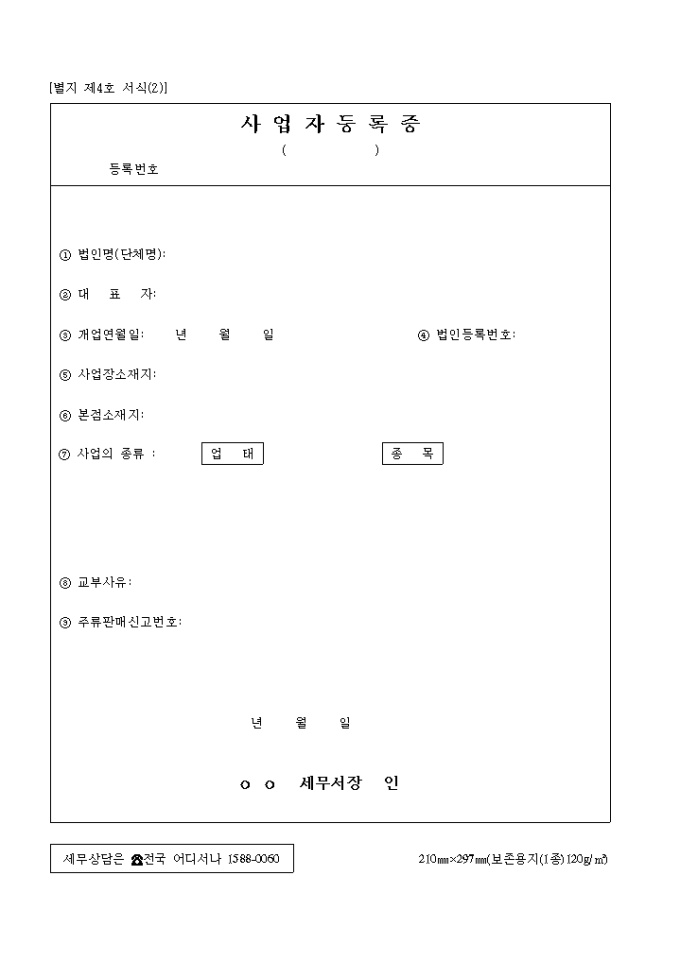 [별지 제4호 서식(2)]
사 업 자 등 록 증
( )
등록번호
① 법인명(단체명):
② 대 표 자:
③ 개업연월일: 년 월 일 ④ 법인등록번호:
⑤ 사업장소재지:
⑥ 본점소재지:
⑦ 사업의 종류 : 업 태 종 목
⑧ 교부사유:
⑨ 주류판매신고번호:
년 월 일
o o 세무서장 인
세무상담은 ☎전국 어디서나 1588-0060 210㎜×297㎜(보존용지(1종)120g/㎡)